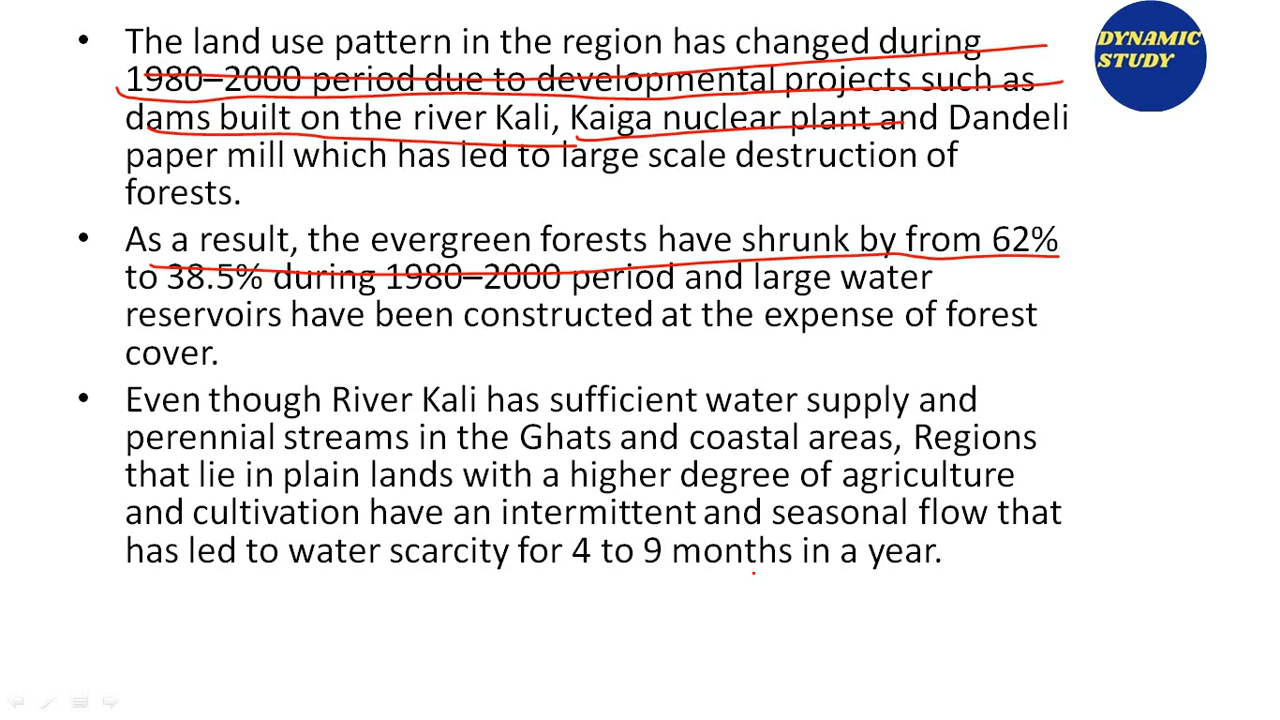 • The land use pattern in the region has changed during
1980–2000 period due to developmental projects such as
dams built on the river Kali, Kaiga nuclear plant and Dandeli
paper mill which has led to large scale destruction of
forests.
• As a result, the evergreen forests have shrunk by from 62%
to 38.5% during 1980–2000 period and large water
reservoirs have been constructed at the expense of forest
cover.
• Even though River Kali has sufficient water supply and
perennial streams in the Ghats and coastal areas, Regions
that lie in plain lands with a higher degree of agriculture
and cultivation have an intermittent and seasonal flow that
has led to water scarcity for 4 to 9 months in a year.
DYNAMIC
STUDY